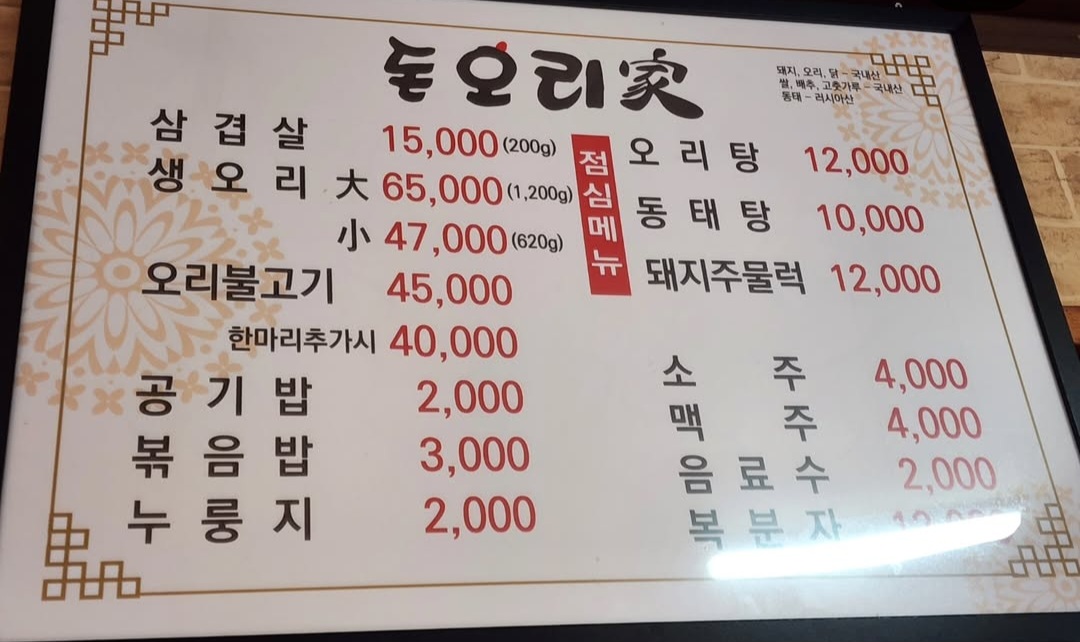 돈오리家
돼지, 오리, 닭 - 국내산
쌀, 배추, 고춧가루 - 국내산
동태 - 러시아산
삼겹살 15,000 (200g)
생오리 大 65,000 (1,200g)
小 47,000 (620g)
오리불고기 45,000
한마리추가시 40,000
공기밥 2,000
볶음밥 3,000
누룽지 2,000
점심메뉴
오리탕 12,000
동태탕 10,000
돼지주물럭 12,000
소주 4,000
맥주 4,000
음료수 2,000
복분자